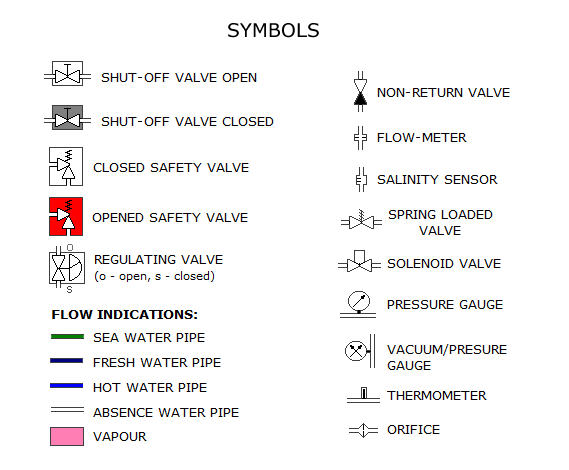 SYMBOLS
SHUT-OFF VALVE OPEN
SHUT-OFF VALVE CLOSED
CLOSED SAFETY VALVE
OPENED SAFETY VALVE
O
REGULATING VALVE
(o - open, s - closed)
S
FLOW INDICATIONS:
SEA WATER PIPE
FRESH WATER PIPE
HOT WATER PIPE
ABSENCE WATER PIPE
VAPOUR
NON-RETURN VALVE
FLOW-METER
SALINITY SENSOR
SPRING LOADED
VALVE
SOLENOID VALVE
PRESSURE GAUGE
VACUUM/PRESURE
GAUGE
THERMOMETER
ORIFICE